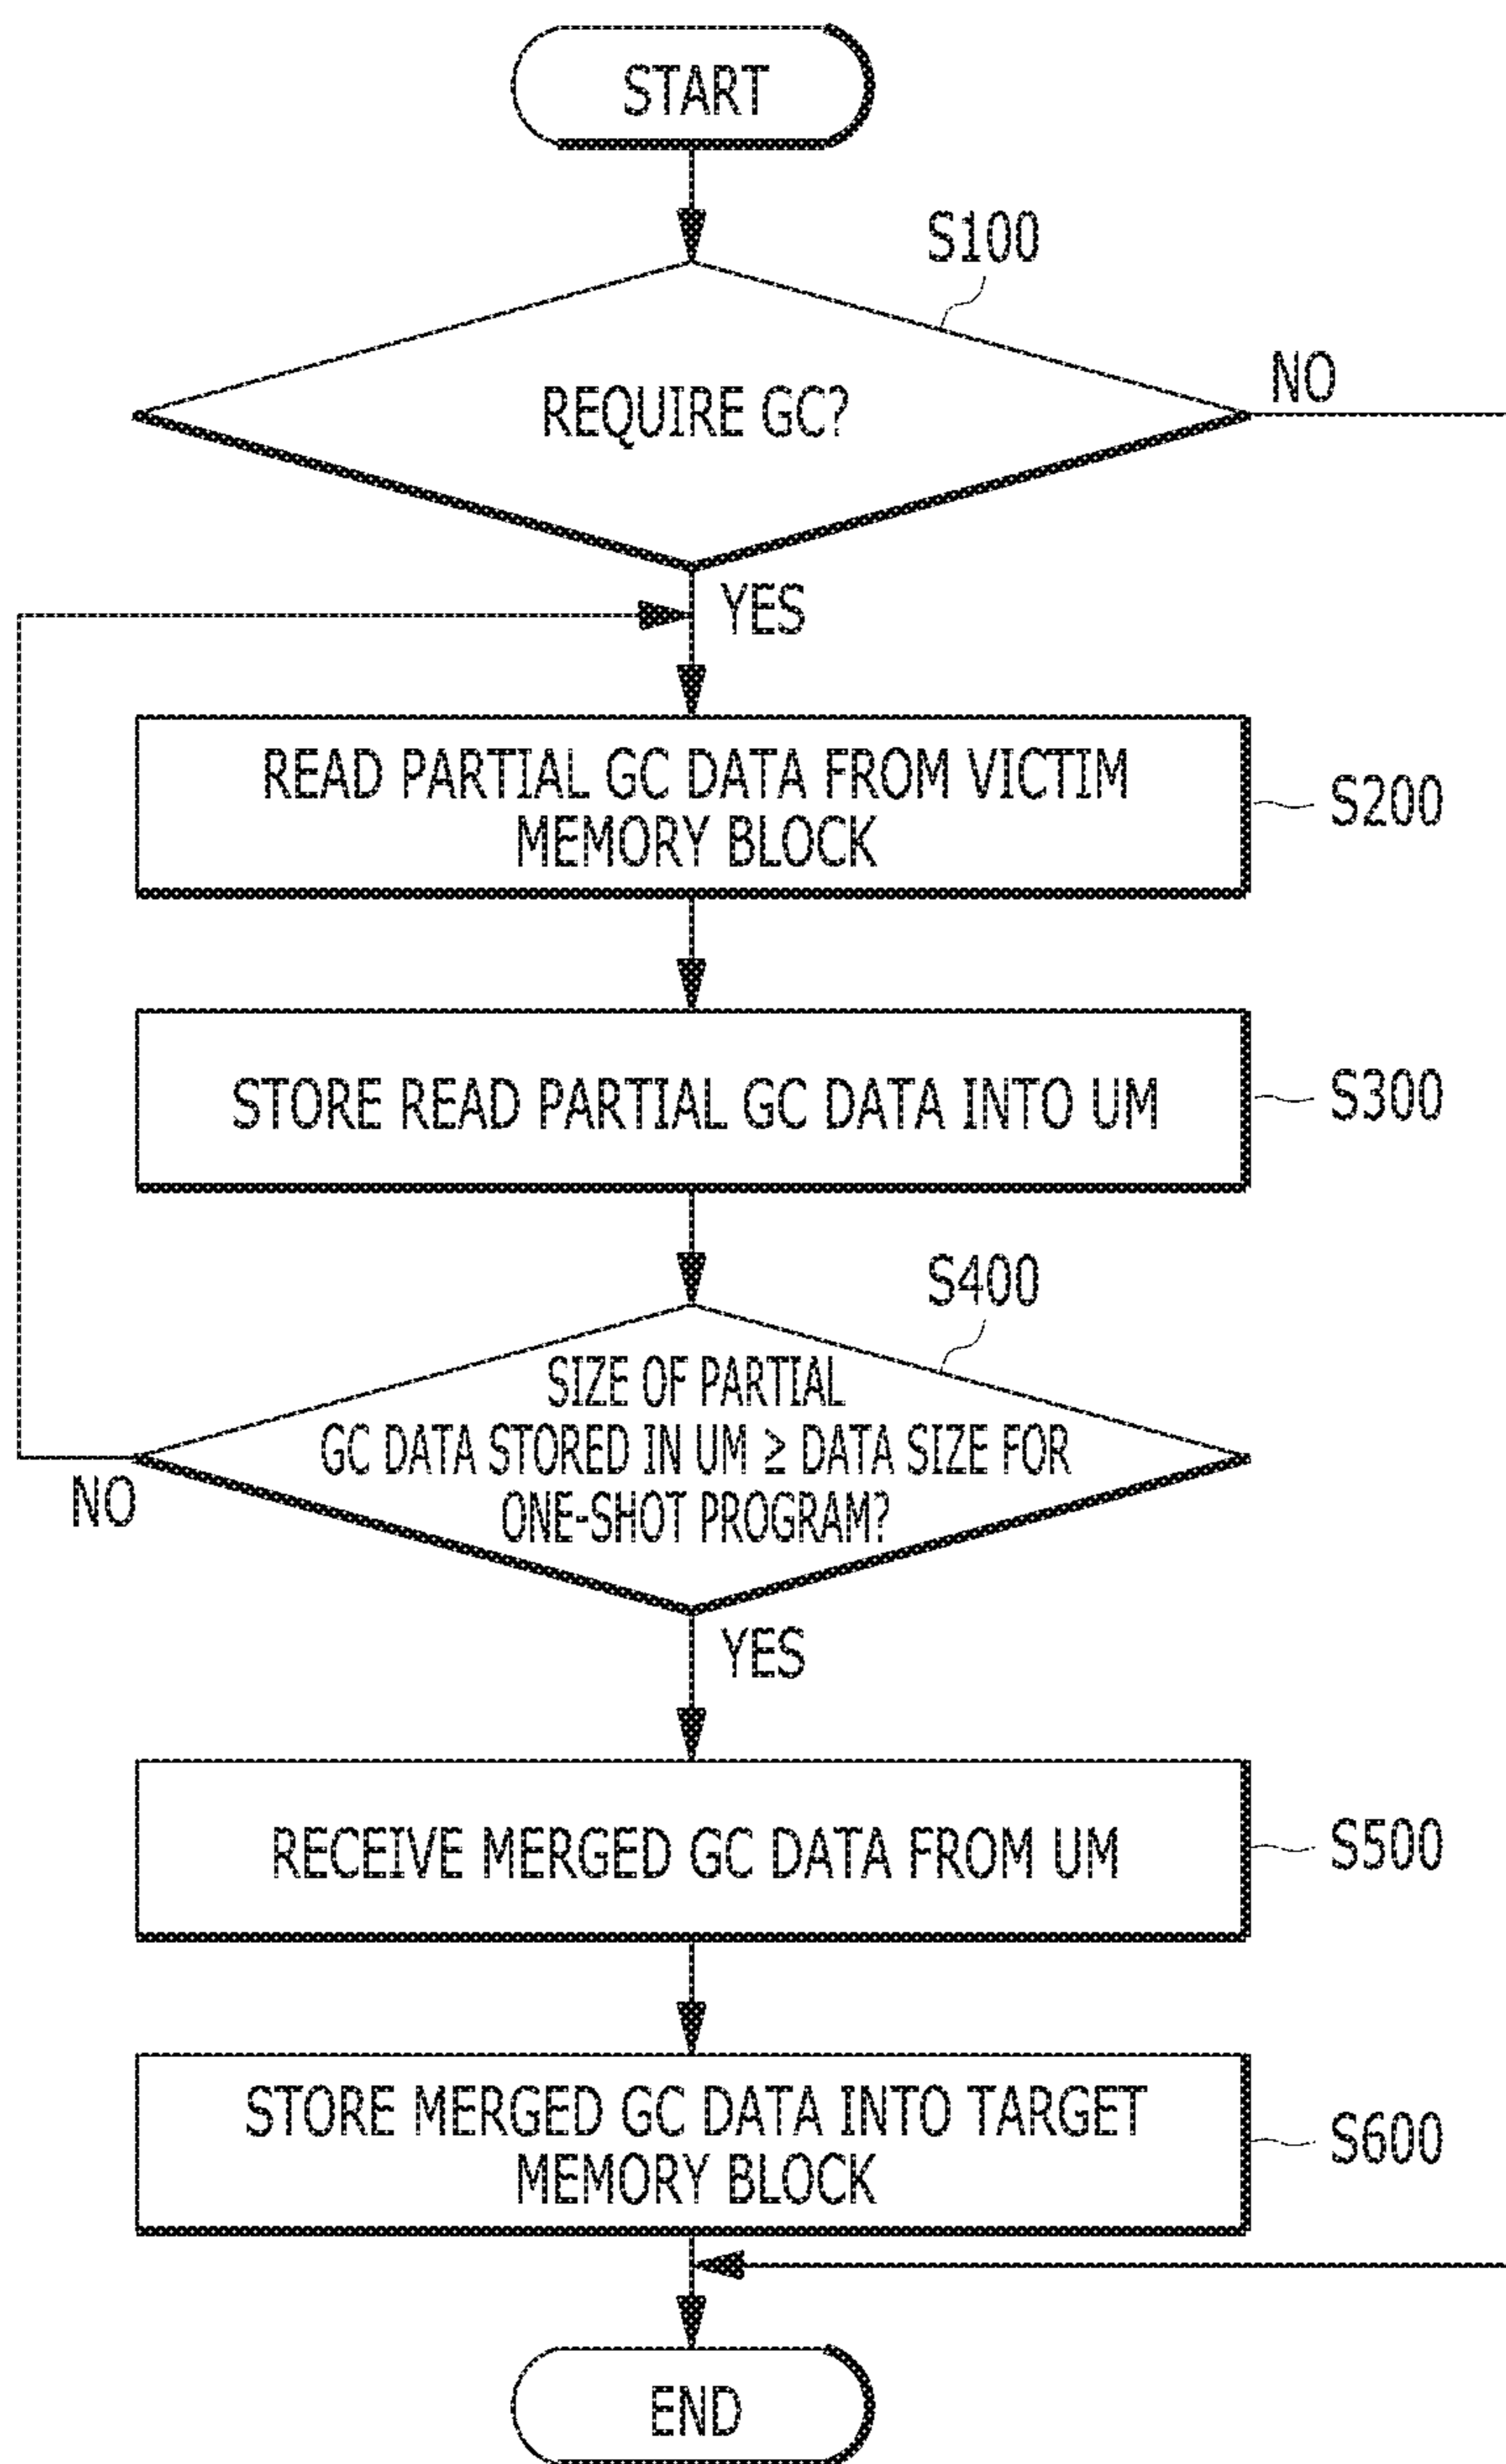 START
S100
REQUIRE GC?
NO
YES
READ PARTIAL GC DATA FROM VICTIM
MEMORY BLOCK
S200
STORE READ PARTIAL GC DATA INTO UM
S300
S400
SIZE OF PARTIAL
GC DATA STORED IN UM ≥ DATA SIZE FOR
ONE-SHOT PROGRAM?
NO
YES
RECEIVE MERGED GC DATA FROM UM
S500
STORE MERGED GC DATA INTO TARGET
MEMORY BLOCK
S600
END